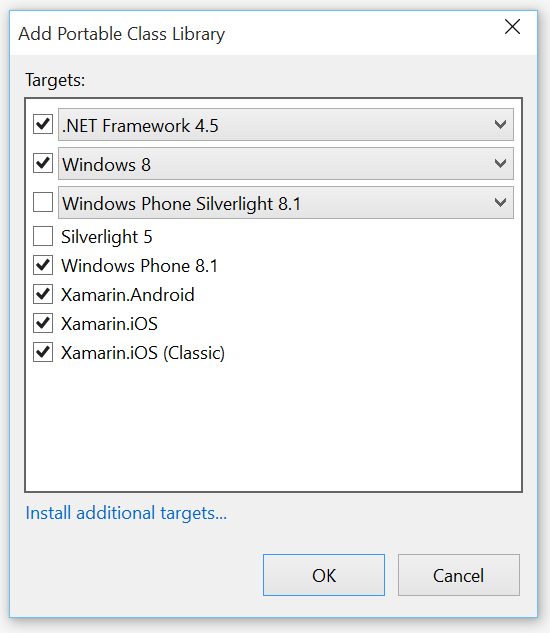 Add Portable Class Library
Targets:
.NET Framework 4.5
Windows 8
Windows Phone Silverlight 8.1
Silverlight 5
Windows Phone 8.1
Xamarin.Android
Xamarin.iOS
Xamarin.iOS (Classic)
Install additional targets...
OK
Cancel